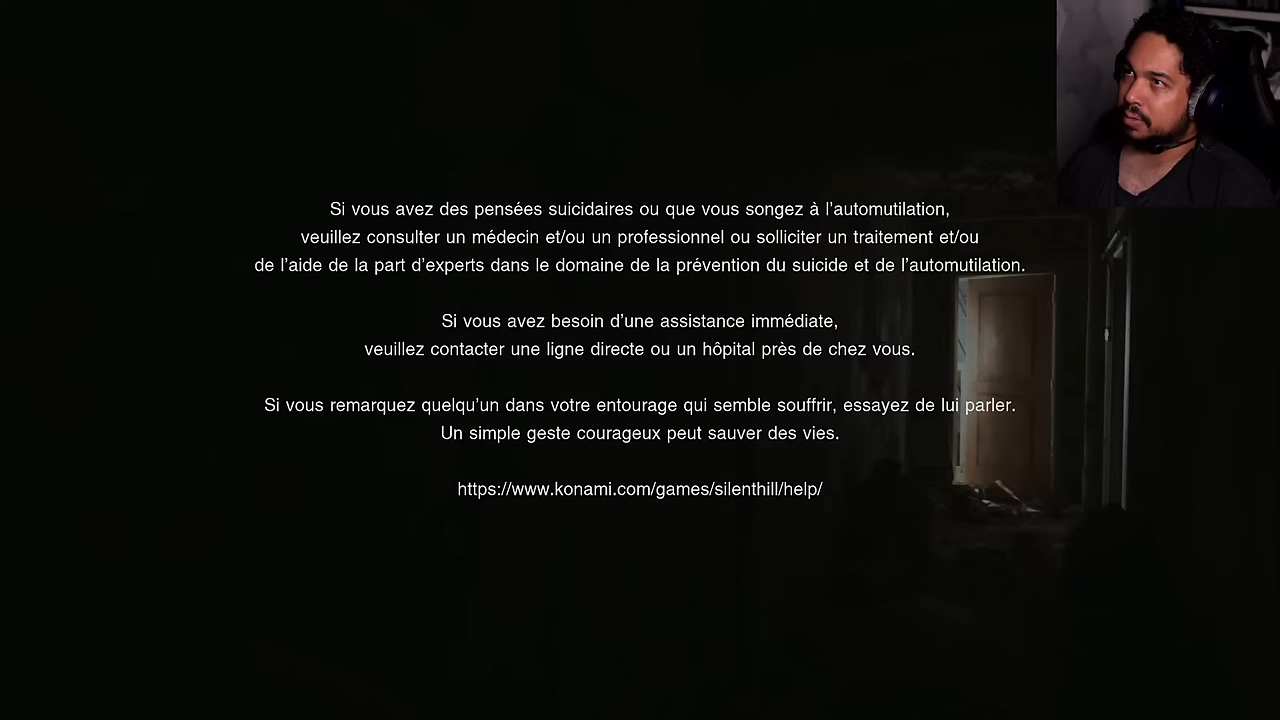 Si vous avez des pensées suicidaires ou que vous songez à l'automutilation,
veuillez consulter un médecin et/ou un professionnel ou solliciter un traitement et/ou
de l'aide de la part d'experts dans le domaine de la prévention du suicide et de l'automutilation.
Si vous avez besoin d'une assistance immédiate,
veuillez contacter une ligne directe ou un hôpital près de chez vous.
Si vous remarquez quelqu'un dans votre entourage qui semble souffrir, essayez de lui parler.
Un simple geste courageux peut sauver des vies.
https://www.konami.com/games/silenthill/help/